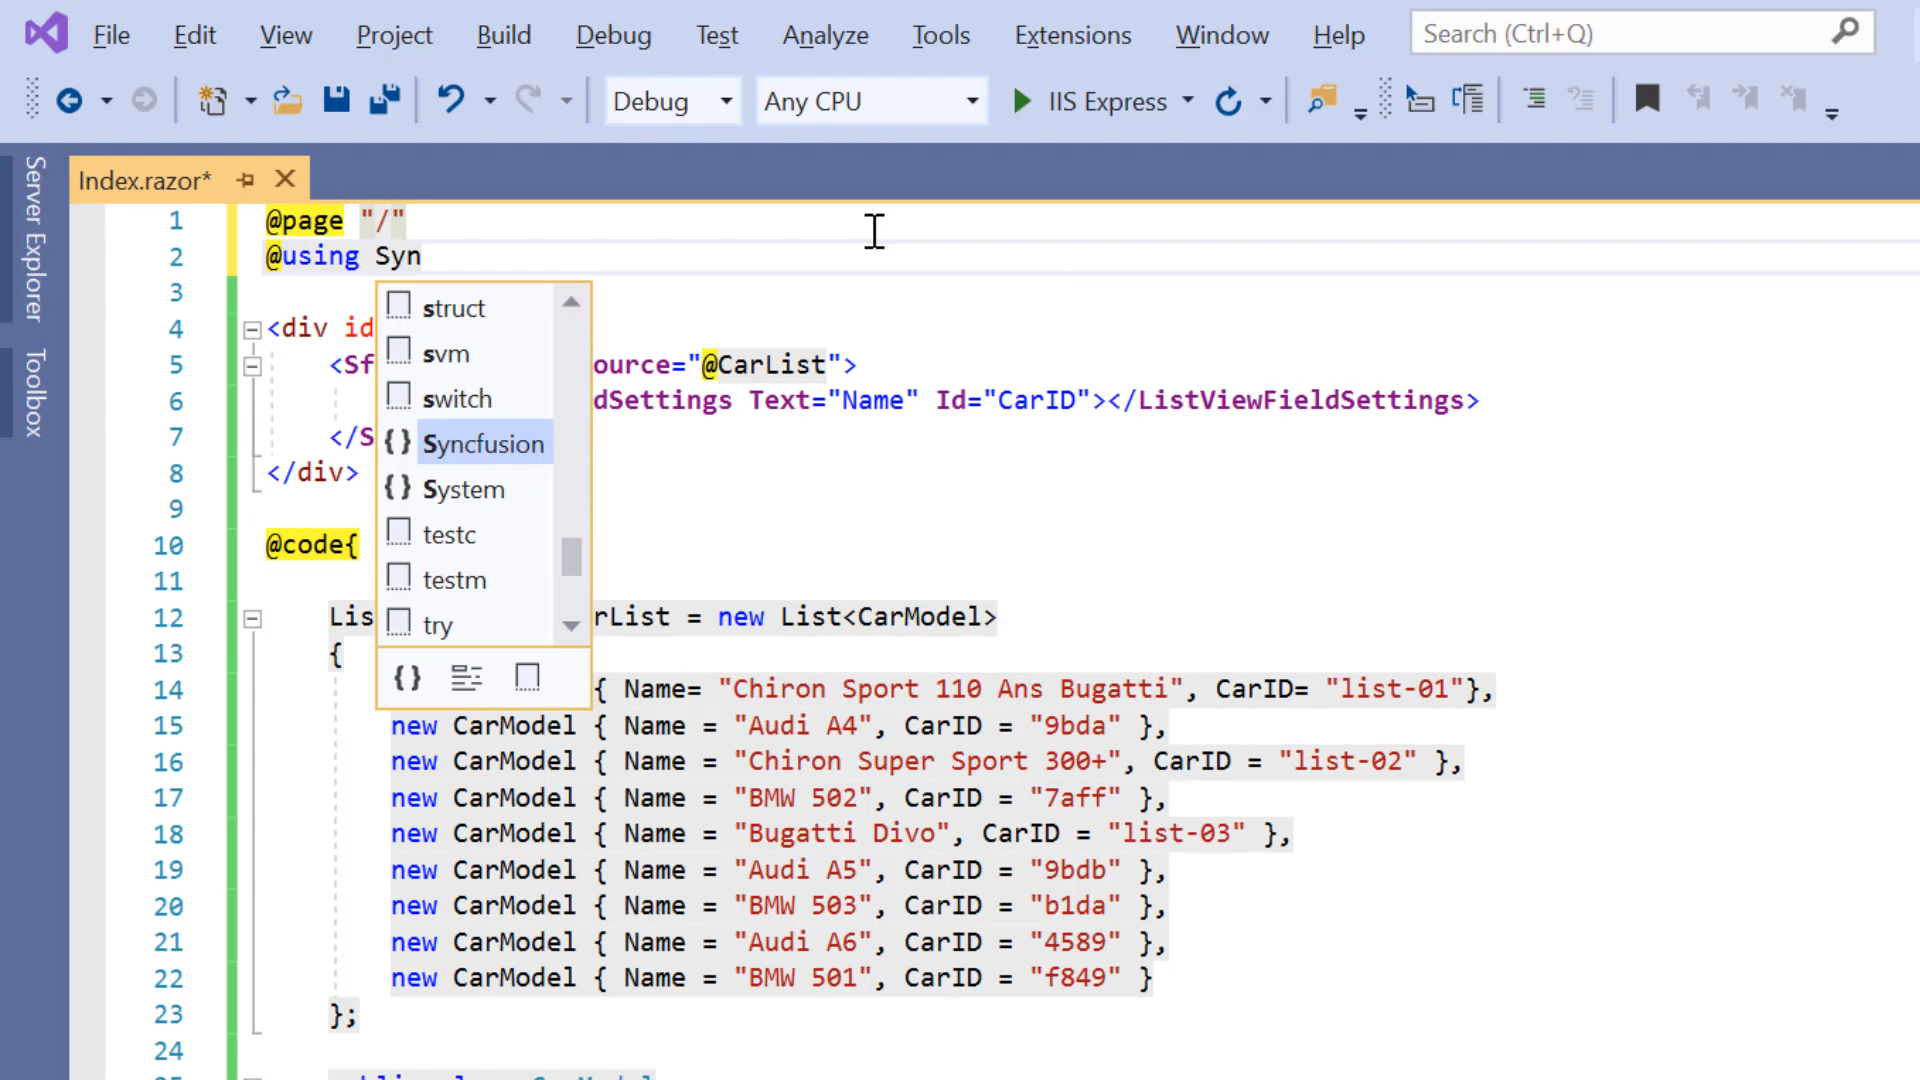 File Edit View Project Build Debug Test Analyze Tools Extensions Window Help Search (Ctrl+Q)
Debug Any CPU IIS Express
Server Explorer
Toolbox
Index.razor*
1 @page "/"
2 @using Syn
3
4 <div id
5 <Sf ource="@CarList">
6 dSettings Text="Name" Id="CarID"></ListViewFieldSettings>
7 </S
8 </div>
9
10 @code{
11
12 Lis rList = new List<CarModel>
13 {
14 { Name= "Chiron Sport 110 Ans Bugatti", CarID= "list-01"},
15 new CarModel { Name = "Audi A4", CarID = "9bda" },
16 new CarModel { Name = "Chiron Super Sport 300+", CarID = "list-02" },
17 new CarModel { Name = "BMW 502", CarID = "7aff" },
18 new CarModel { Name = "Bugatti Divo", CarID = "list-03" },
19 new CarModel { Name = "Audi A5", CarID = "9bdb" },
20 new CarModel { Name = "BMW 503", CarID = "b1da" },
21 new CarModel { Name = "Audi A6", CarID = "4589" },
22 new CarModel { Name = "BMW 501", CarID = "f849" }
23 };
24
struct
svm
switch
{} Syncfusion
{} System
testc
testm
try
{}